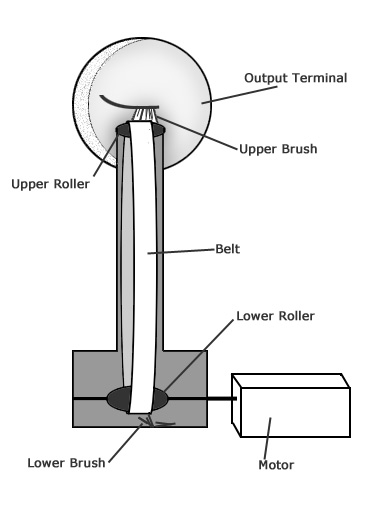 Output Terminal
Upper Brush
Upper Roller
Belt
Lower Roller
Lower Brush
Motor